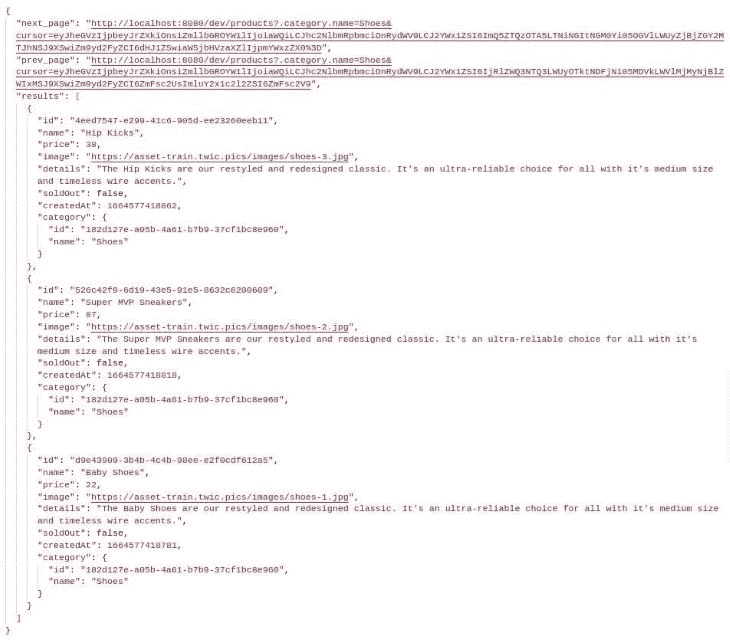 {
"next_page": "http://localhost:8080/dev/products?.category.name=Shoes&
"prev_page": "http://localhost:8080/dev/products?.category.name=Shoes&
"results": [
{
"id": "4eed7547-e299-41c6-905d-ee23260eeb11",
"name": "Hip Kicks",
"price": 38,
"image": "https://asset-train.twic.pics/images/shoes-3.jpg",
"details": "The Hip Kicks are our restyled and redesigned classic. It's an ultra-reliable choice for all with it's medium size
and timeless wire accents.",
"soldOut": false,
"createdAt": 1664577418862,
"category": {
"id": "182d127e-a05b-4a61-b7b9-37cf1bc8e960",
"name": "Shoes"
}
},
{
"id": "526c42f9-6d19-43e5-91e5-8632c6200609",
"name": "Super MVP Sneakers",
"price": 87,
"image": "https://asset-train.twic.pics/images/shoes-2.jpg",
"details": "The Super MVP Sneakers are our restyled and redesigned classic. It's an ultra-reliable choice for all with it's
medium size and timeless wire accents.",
"soldOut": false,
"createdAt": 1664577418818,
"category": {
"id": "182d127e-a05b-4a61-b7b9-37cf1bc8e960",
"name": "Shoes"
}
},
{
"id": "d9e43909-3b4b-4c4b-98ee-e2f0cdf612a5",
"name": "Baby Shoes",
"price": 22,
"image": "https://asset-train.twic.pics/images/shoes-1.jpg",
"details": "The Baby Shoes are our restyled and redesigned classic. It's an ultra-reliable choice for all with it's medium size
and timeless wire accents.",
"soldOut": false,
"createdAt": 1664577418781,
"category": {
"id": "182d127e-a05b-4a61-b7b9-37cf1bc8e960",
"name": "Shoes"
}
}
]
}